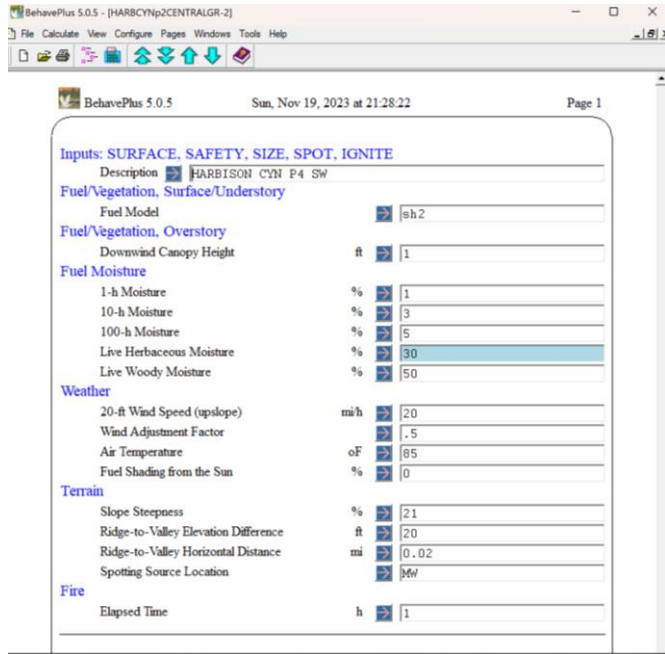 BehavePlus 5.0.5 - [HARBCYNp2CENTRALGR-2]
File Calculate View Configure Pages Windows Tools Help
BehavePlus 5.0.5 Sun, Nov 19, 2023 at 21:28:22 Page 1
Inputs: SURFACE, SAFETY, SIZE, SPOT, IGNITE
Description HARBISON CYN P4 SW
Fuel/Vegetation, Surface/Understory
Fuel Model sh2
Fuel/Vegetation, Overstory
Downwind Canopy Height ft 1
Fuel Moisture
1-h Moisture % 1
10-h Moisture % 3
100-h Moisture % 5
Live Herbaceous Moisture % 30
Live Woody Moisture % 50
Weather
20-ft Wind Speed (upslope) mi/h 20
Wind Adjustment Factor .5
Air Temperature oF 85
Fuel Shading from the Sun % 0
Terrain
Slope Steepness % 21
Ridge-to-Valley Elevation Difference ft 20
Ridge-to-Valley Horizontal Distance mi 0.02
Spotting Source Location MW
Fire
Elapsed Time h 1